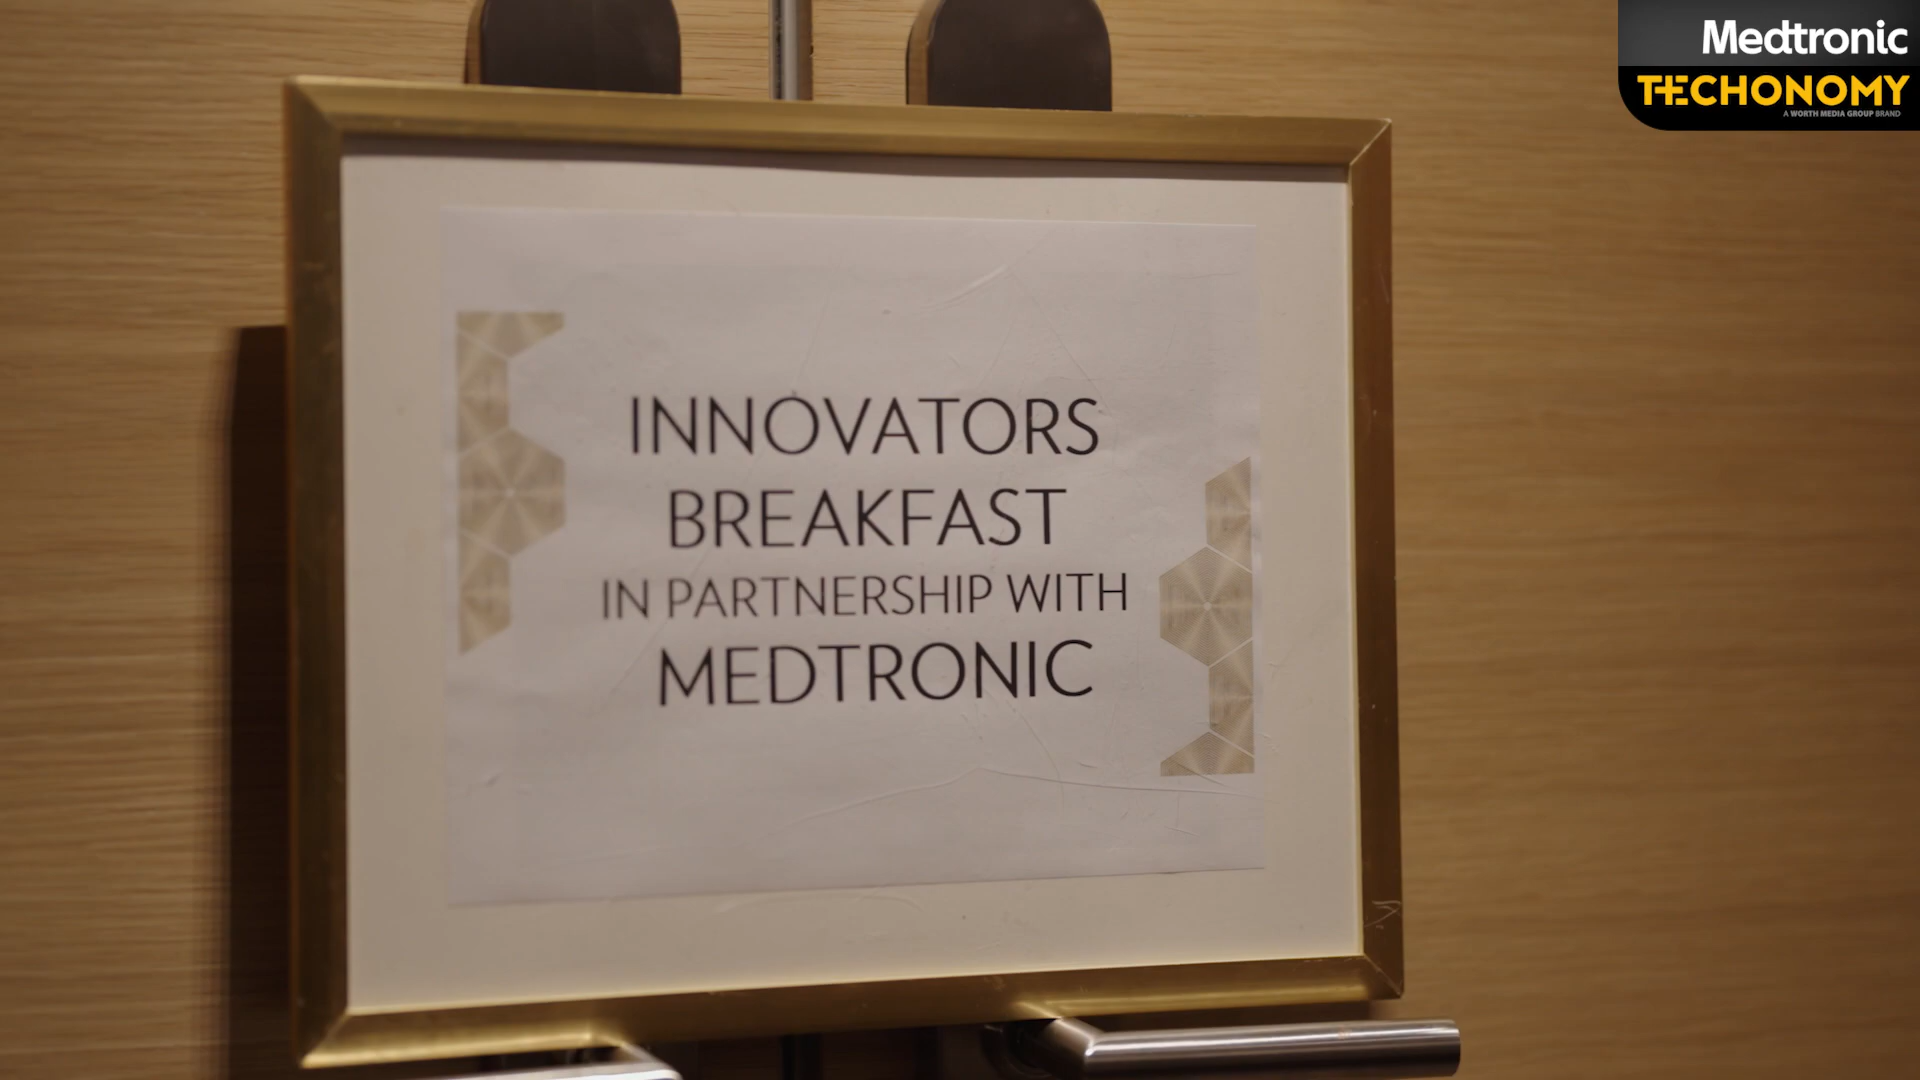 Medtronic
TECHONOMY
A WORTH MEDIA GROUP BRAND
INNOVATORS
BREAKFAST
IN PARTNERSHIP WITH
MEDTRONIC